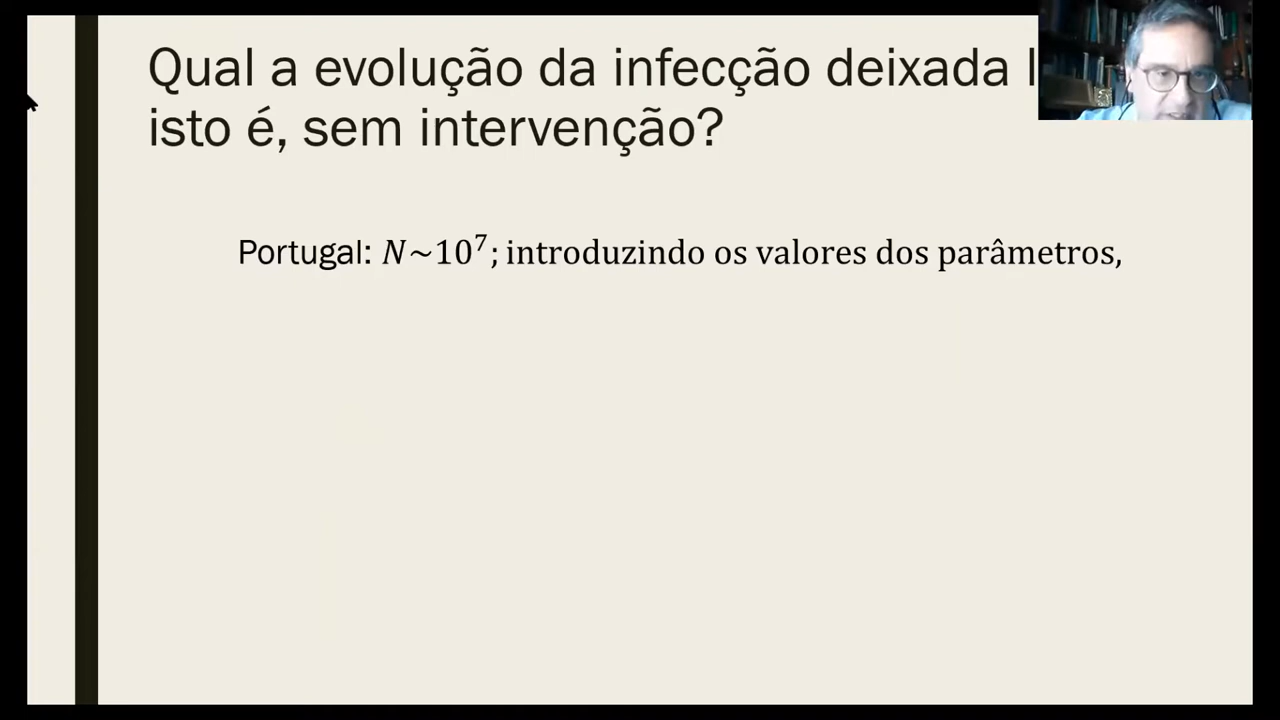 Qual a evolução da infecção deixada
isto é, sem intervenção?
Portugal: N~10⁷; introduzindo os valores dos parâmetros,